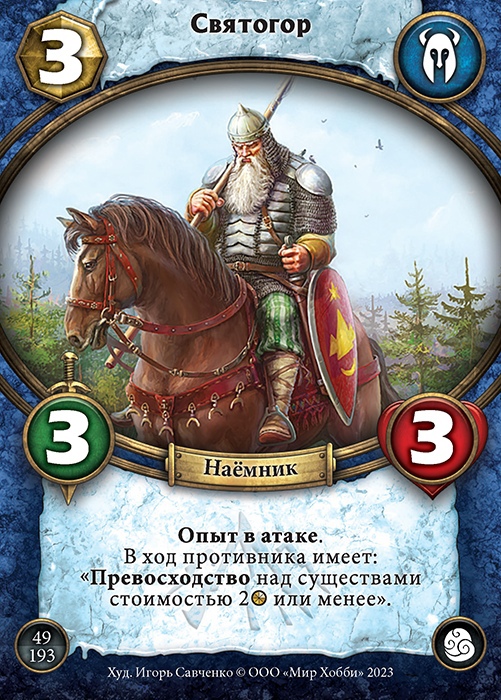 Святогор
3
3
3
Наёмник
Опыт в атаке.
В ход противника имеет:
«Превосходство над существами
стоимостью 2 или менее».
49
193
Худ. Игорь Савченко © ООО «Мир Хобби» 2023